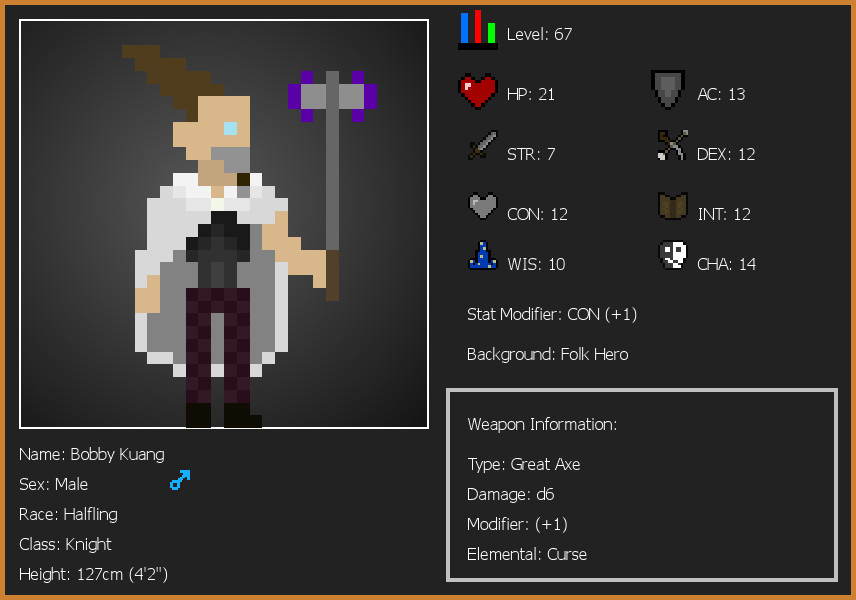 Level: 67
HP: 21
AC: 13
STR: 7
DEX: 12
CON: 12
INT: 12
WIS: 10
CHA: 14
Stat Modifier: CON (+1)
Background: Folk Hero
Weapon Information:
Type: Great Axe
Damage: d6
Modifier: (+1)
Elemental: Curse
Name: Bobby Kuang
Sex: Male
Race: Halfling
Class: Knight
Height: 127cm (4'2")